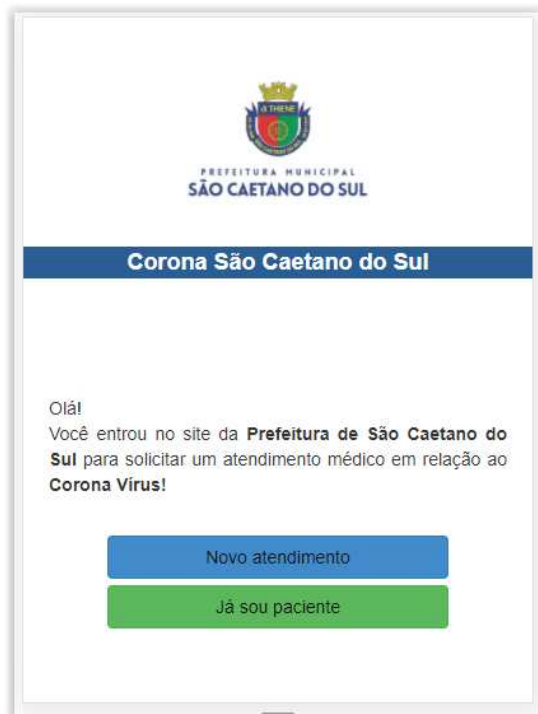 PREFEITURA MUNICIPAL
SÃO CAETANO DO SUL
Corona São Caetano do Sul
Olá!
Você entrou no site da Prefeitura de São Caetano do
Sul para solicitar um atendimento médico em relação ao
Corona Vírus!
Novo atendimento
Já sou paciente